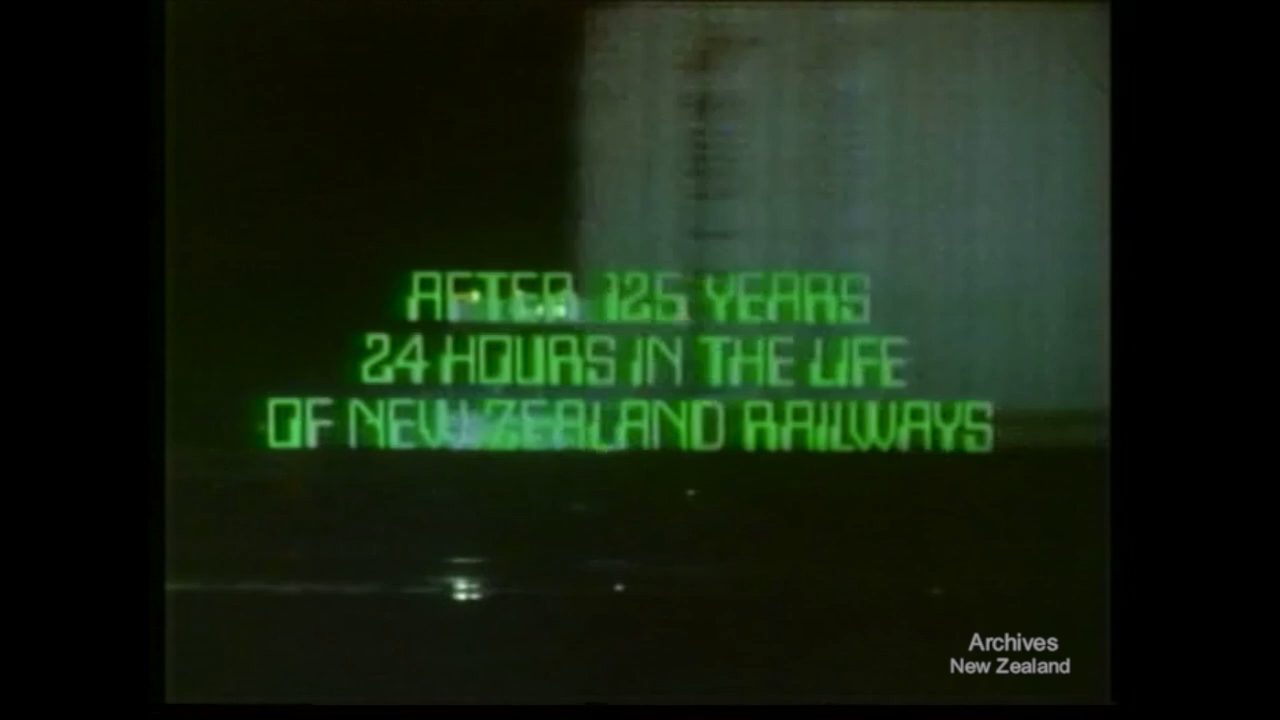 AFTER 125 YEARS
24 HOURS IN THE LIFE
OF NEW ZEALAND RAILWAYS
Archives
New Zealand